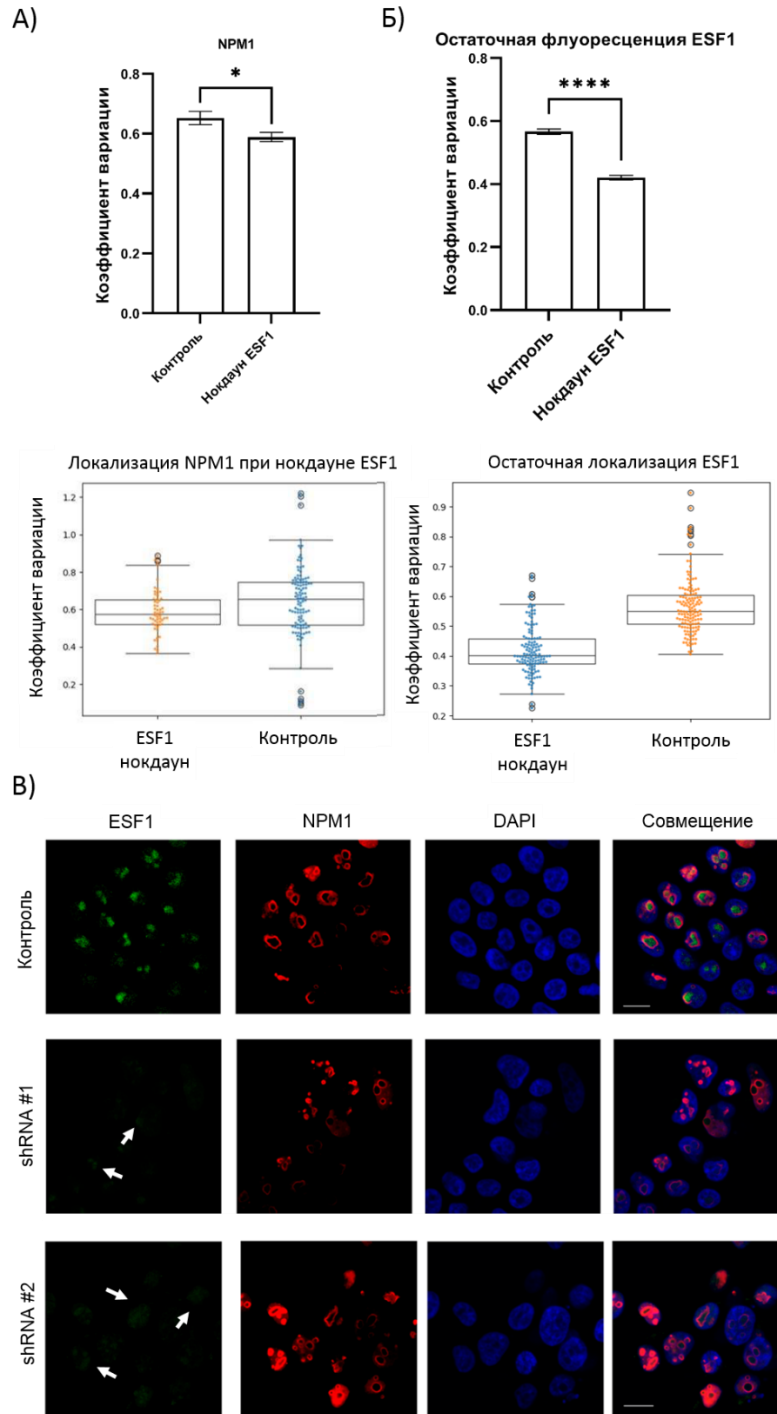 А)
NPM1
Коэффициент вариации
0.8
0.6
0.4
0.2
0.0
*
Контроль
Нокдаун ESF1
Б)
Остаточная флуоресценция ESF1
Коэффициент вариации
0.8
0.6
0.4
0.2
0.0
****
Контроль
Нокдаун ESF1
Локализация NPM1 при нокдауне ESF1
Коэффициент вариации
1.2
1.0
0.8
0.6
0.4
0.2
ESF1
нокдаун
Контроль
Остаточная локализация ESF1
Коэффициент вариации
0.9
0.8
0.7
0.6
0.5
0.4
0.3
0.2
ESF1
нокдаун
Контроль
В)
ESF1
NPM1
DAPI
Совмещение
Контроль
shRNA #1
shRNA #2